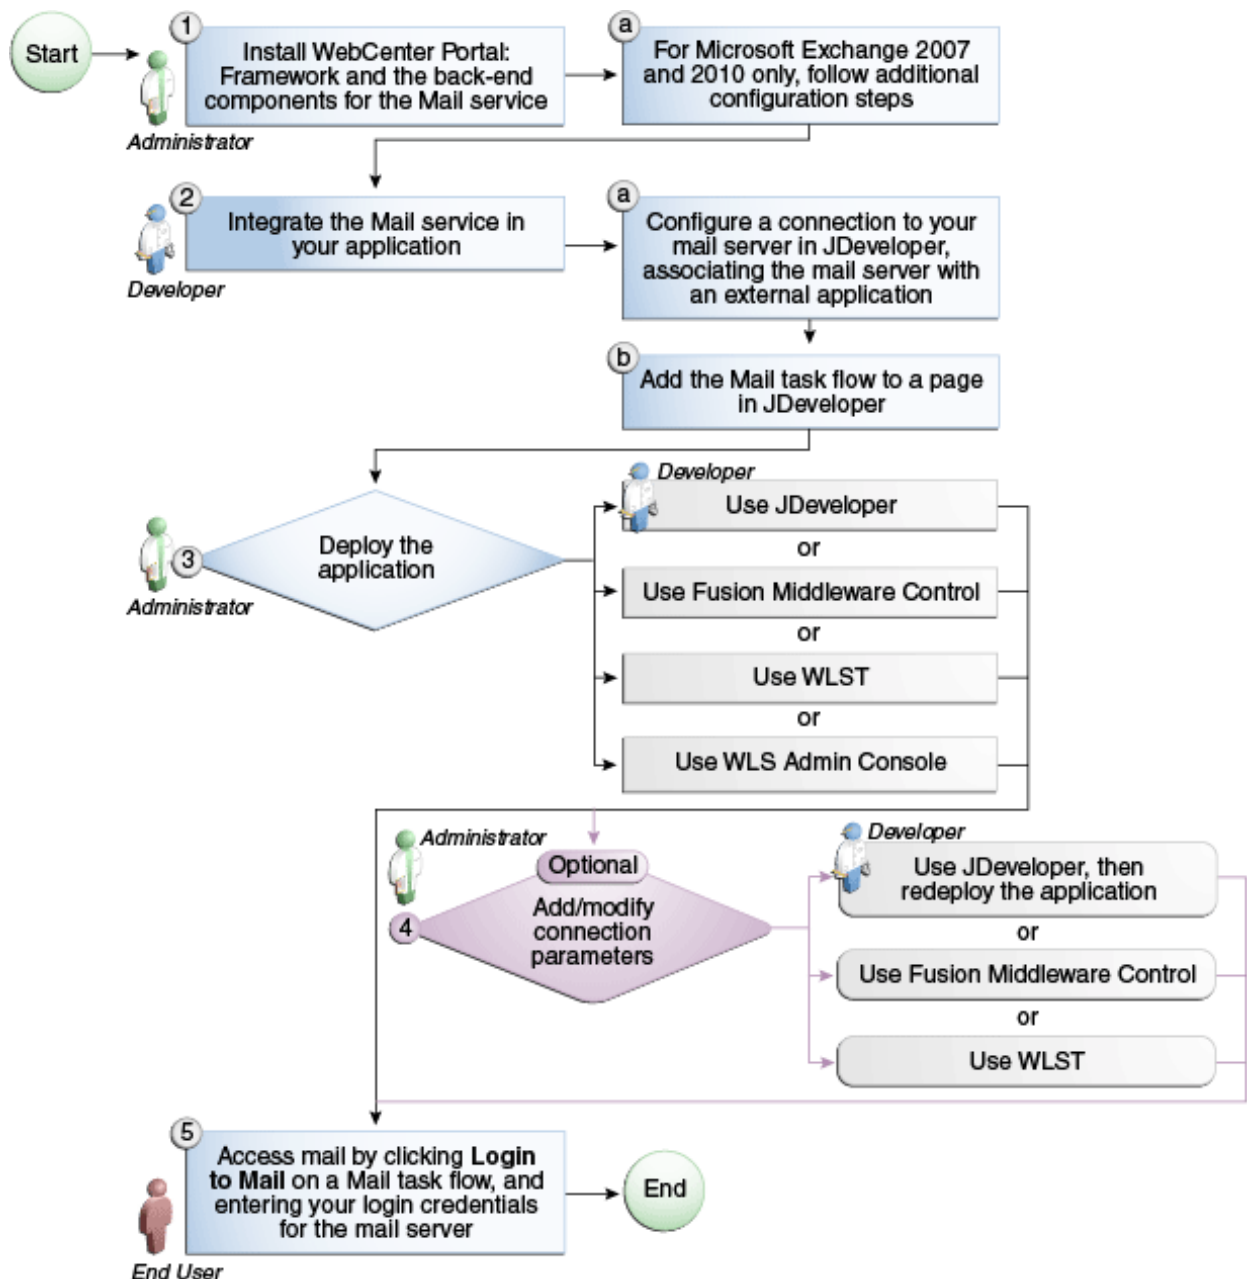 Start
1
Install WebCenter Portal:
Framework and the back-end
components for the Mail service
Administrator
a
For Microsoft Exchange 2007
and 2010 only, follow additional
configuration steps
2
Integrate the Mail service in
your application
Developer
a
Configure a connection to your
mail server in JDeveloper,
associating the mail server with
an external application
b
Add the Mail task flow to a page
in JDeveloper
3
Deploy the
application
Administrator
Developer
Use JDeveloper
or
Use Fusion Middleware Control
or
Use WLST
or
Use WLS Admin Console
Administrator
Optional
4
Add/modify
connection
parameters
Developer
Use JDeveloper, then
redeploy the application
or
Use Fusion Middleware Control
or
Use WLST
5
Access mail by clicking Login
to Mail on a Mail task flow, and
entering your login credentials
for the mail server
End User
End